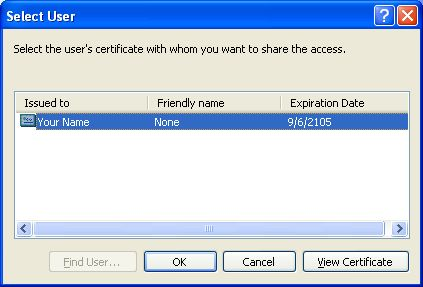 Select User
Select the user's certificate with whom you want to share the access.
Issued to Friendly name Expiration Date
Your Name None 9/6/2105
Find User... OK Cancel View Certificate